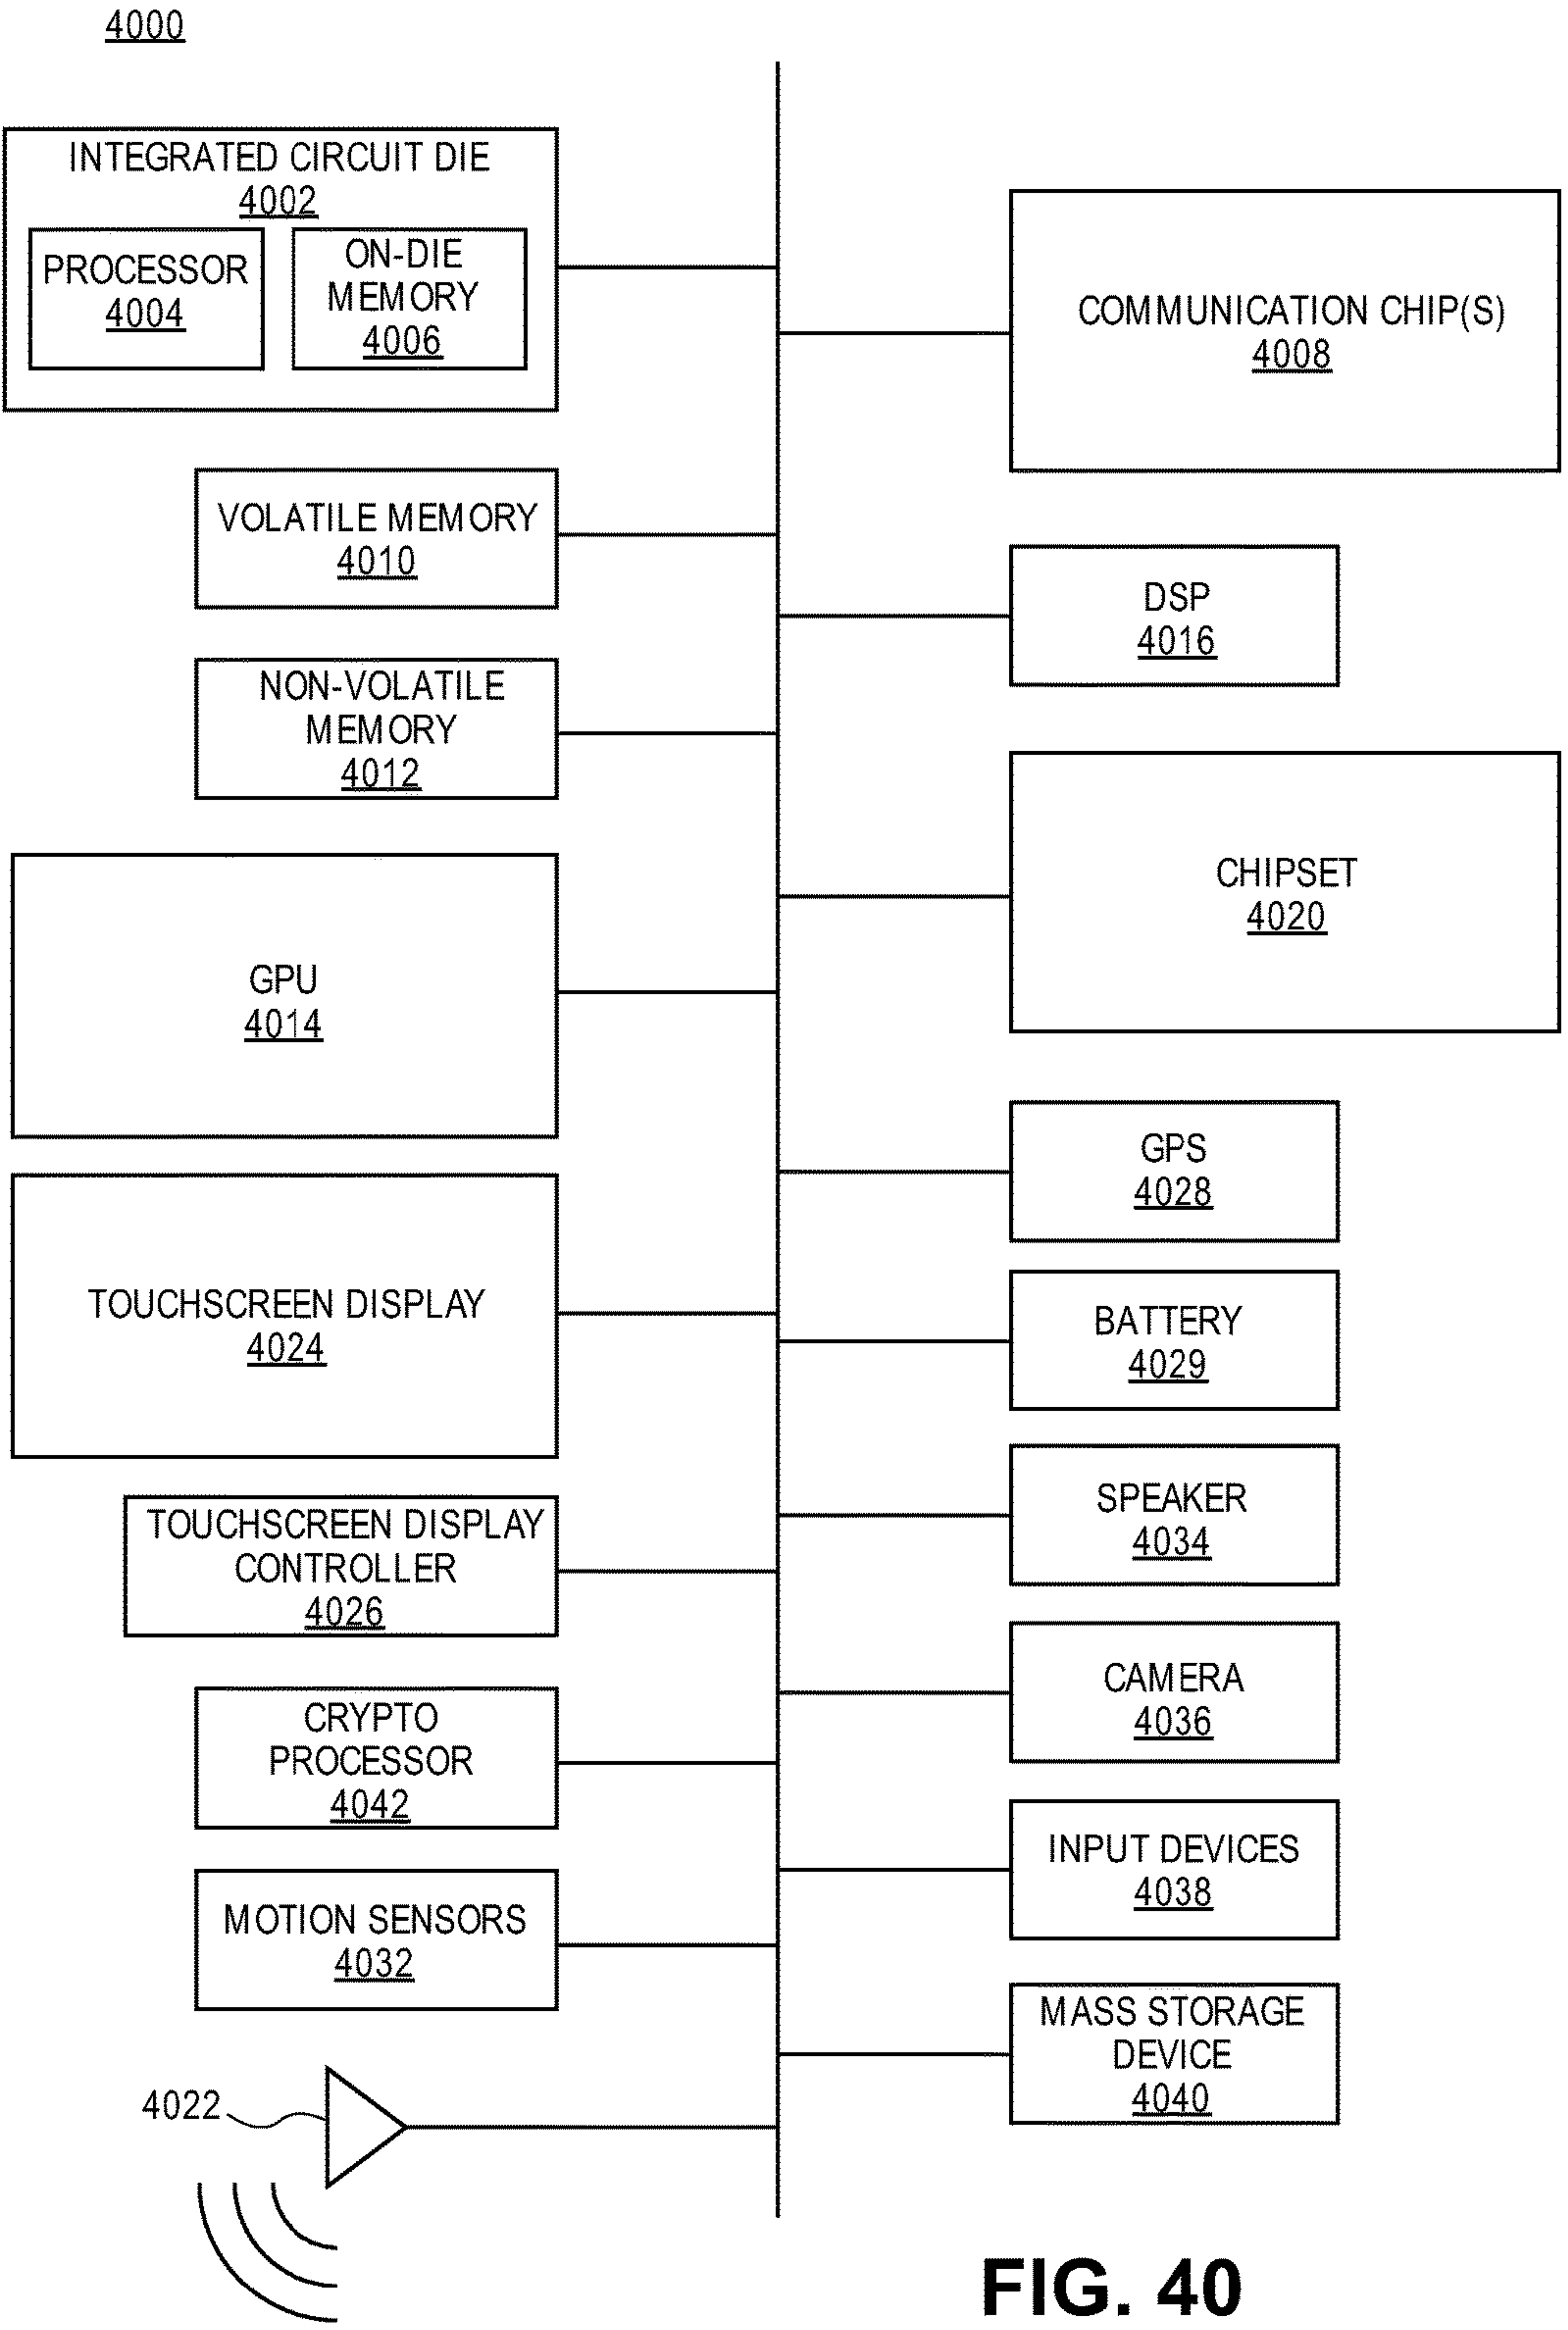 4000
INTEGRATED CIRCUIT DIE
4002
PROCESSOR
4004
ON-DIE
MEMORY
4006
VOLATILE MEMORY
4010
NON-VOLATILE
MEMORY
4012
GPU
4014
TOUCHSCREEN DISPLAY
4024
TOUCHSCREEN DISPLAY
CONTROLLER
4026
CRYPTO
PROCESSOR
4042
MOTION SENSORS
4032
4022
COMMUNICATION CHIP(S)
4008
DSP
4016
CHIPSET
4020
GPS
4028
BATTERY
4029
SPEAKER
4034
CAMERA
4036
INPUT DEVICES
4038
MASS STORAGE
DEVICE
4040
FIG. 40